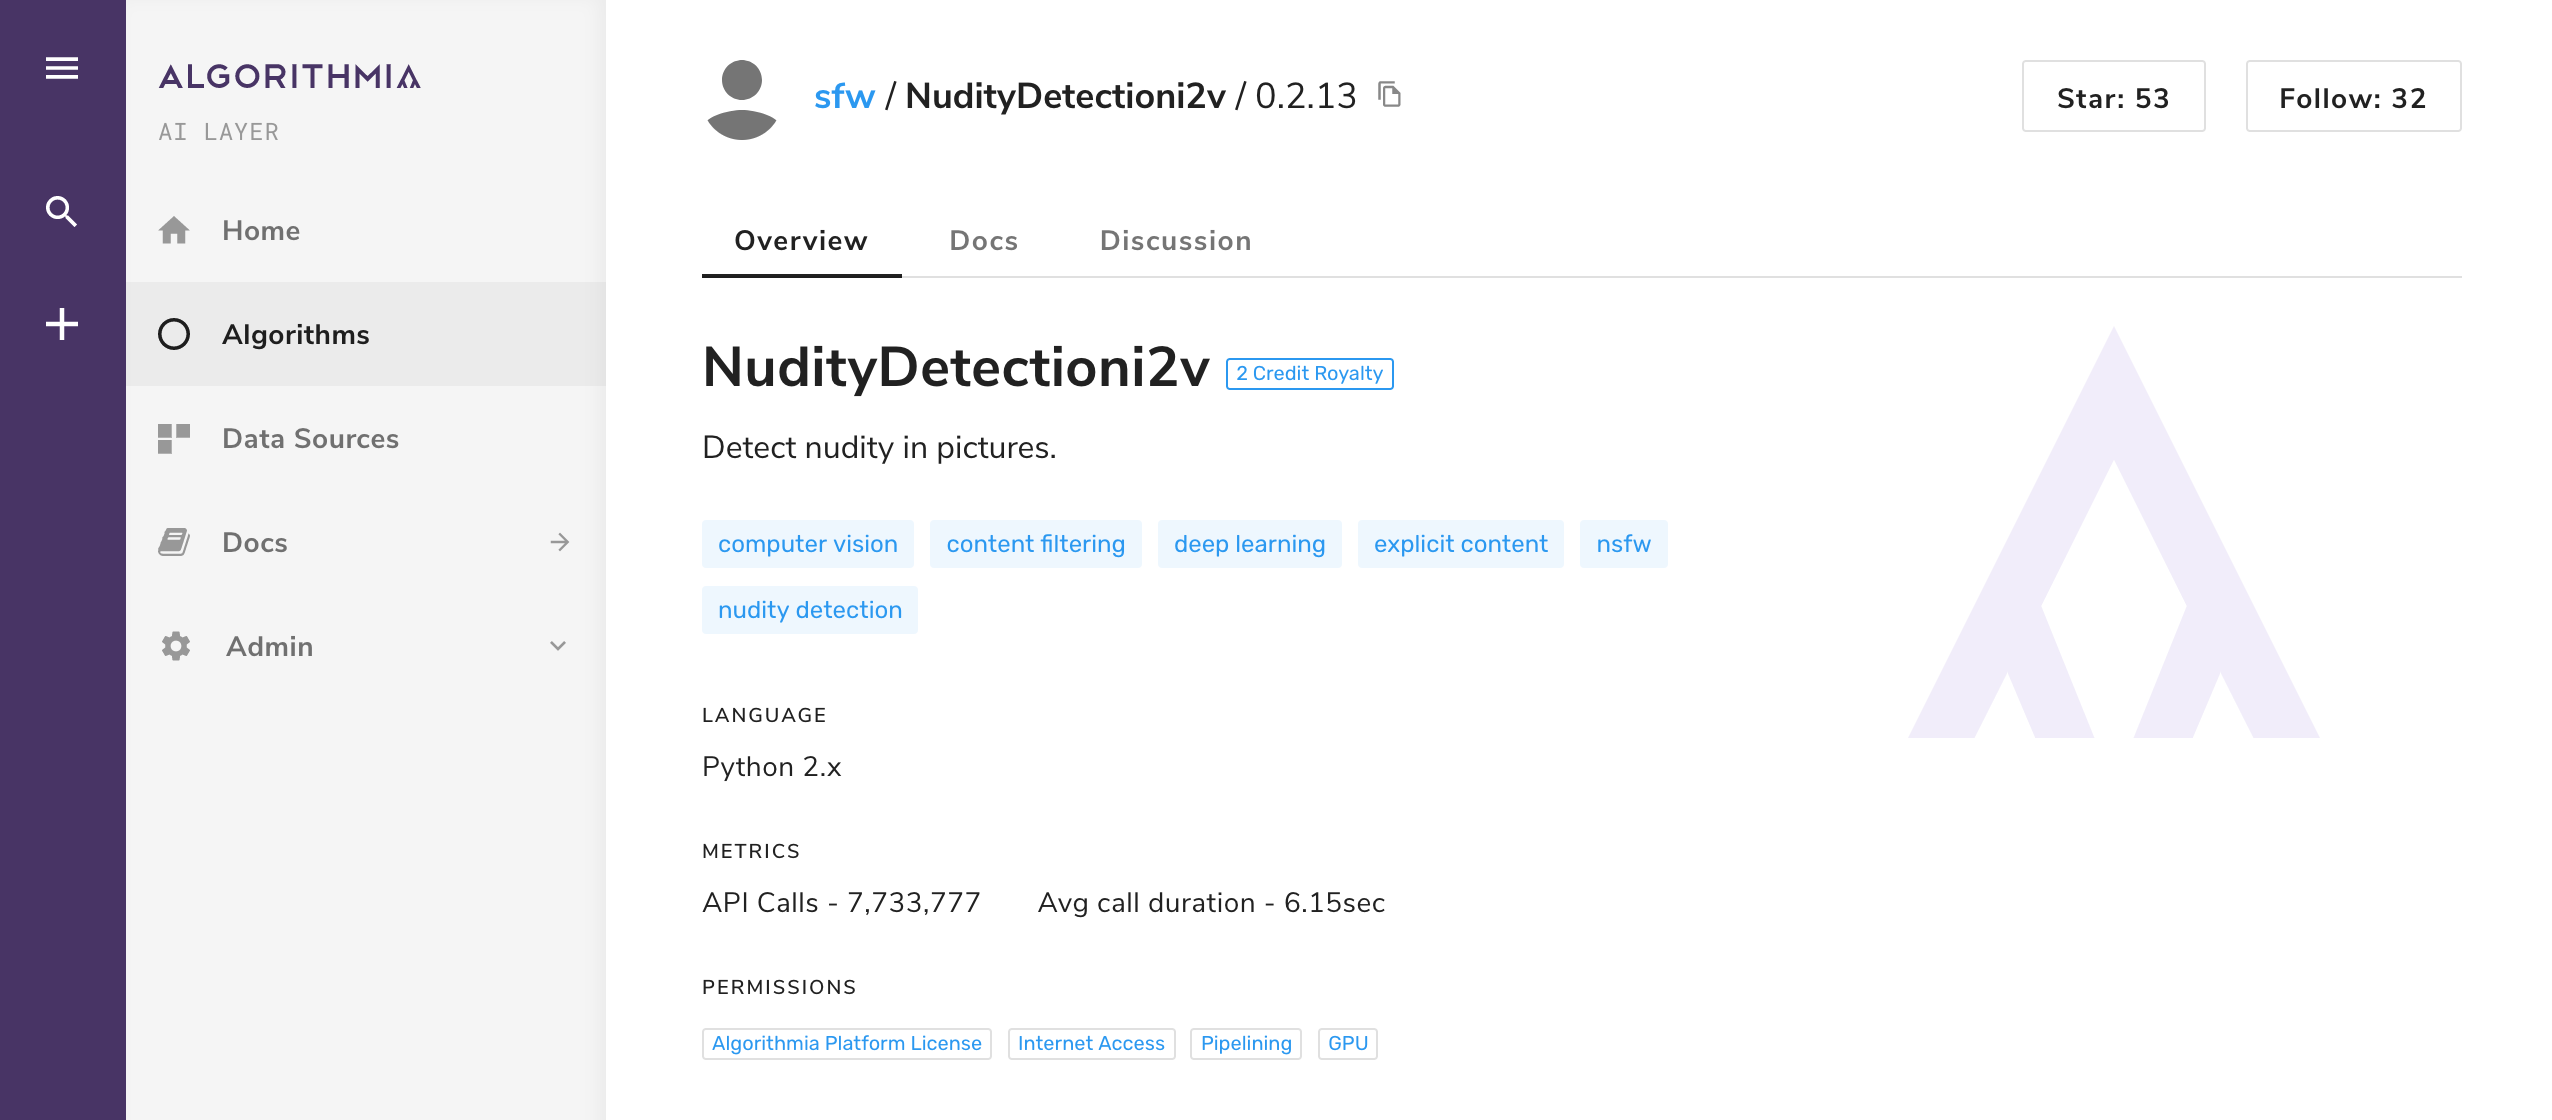 ALGORITHMIA
AI LAYER
Home
Algorithms
Data Sources
Docs
Admin
sfw / NudityDetectioni2v / 0.2.13
Star: 53
Follow: 32
Overview
Docs
Discussion
NudityDetectioni2v
2 Credit Royalty
Detect nudity in pictures.
computer vision
content filtering
deep learning
explicit content
nsfw
nudity detection
LANGUAGE
Python 2.x
METRICS
API Calls - 7,733,777
Avg call duration - 6.15sec
PERMISSIONS
Algorithmia Platform License
Internet Access
Pipelining
GPU